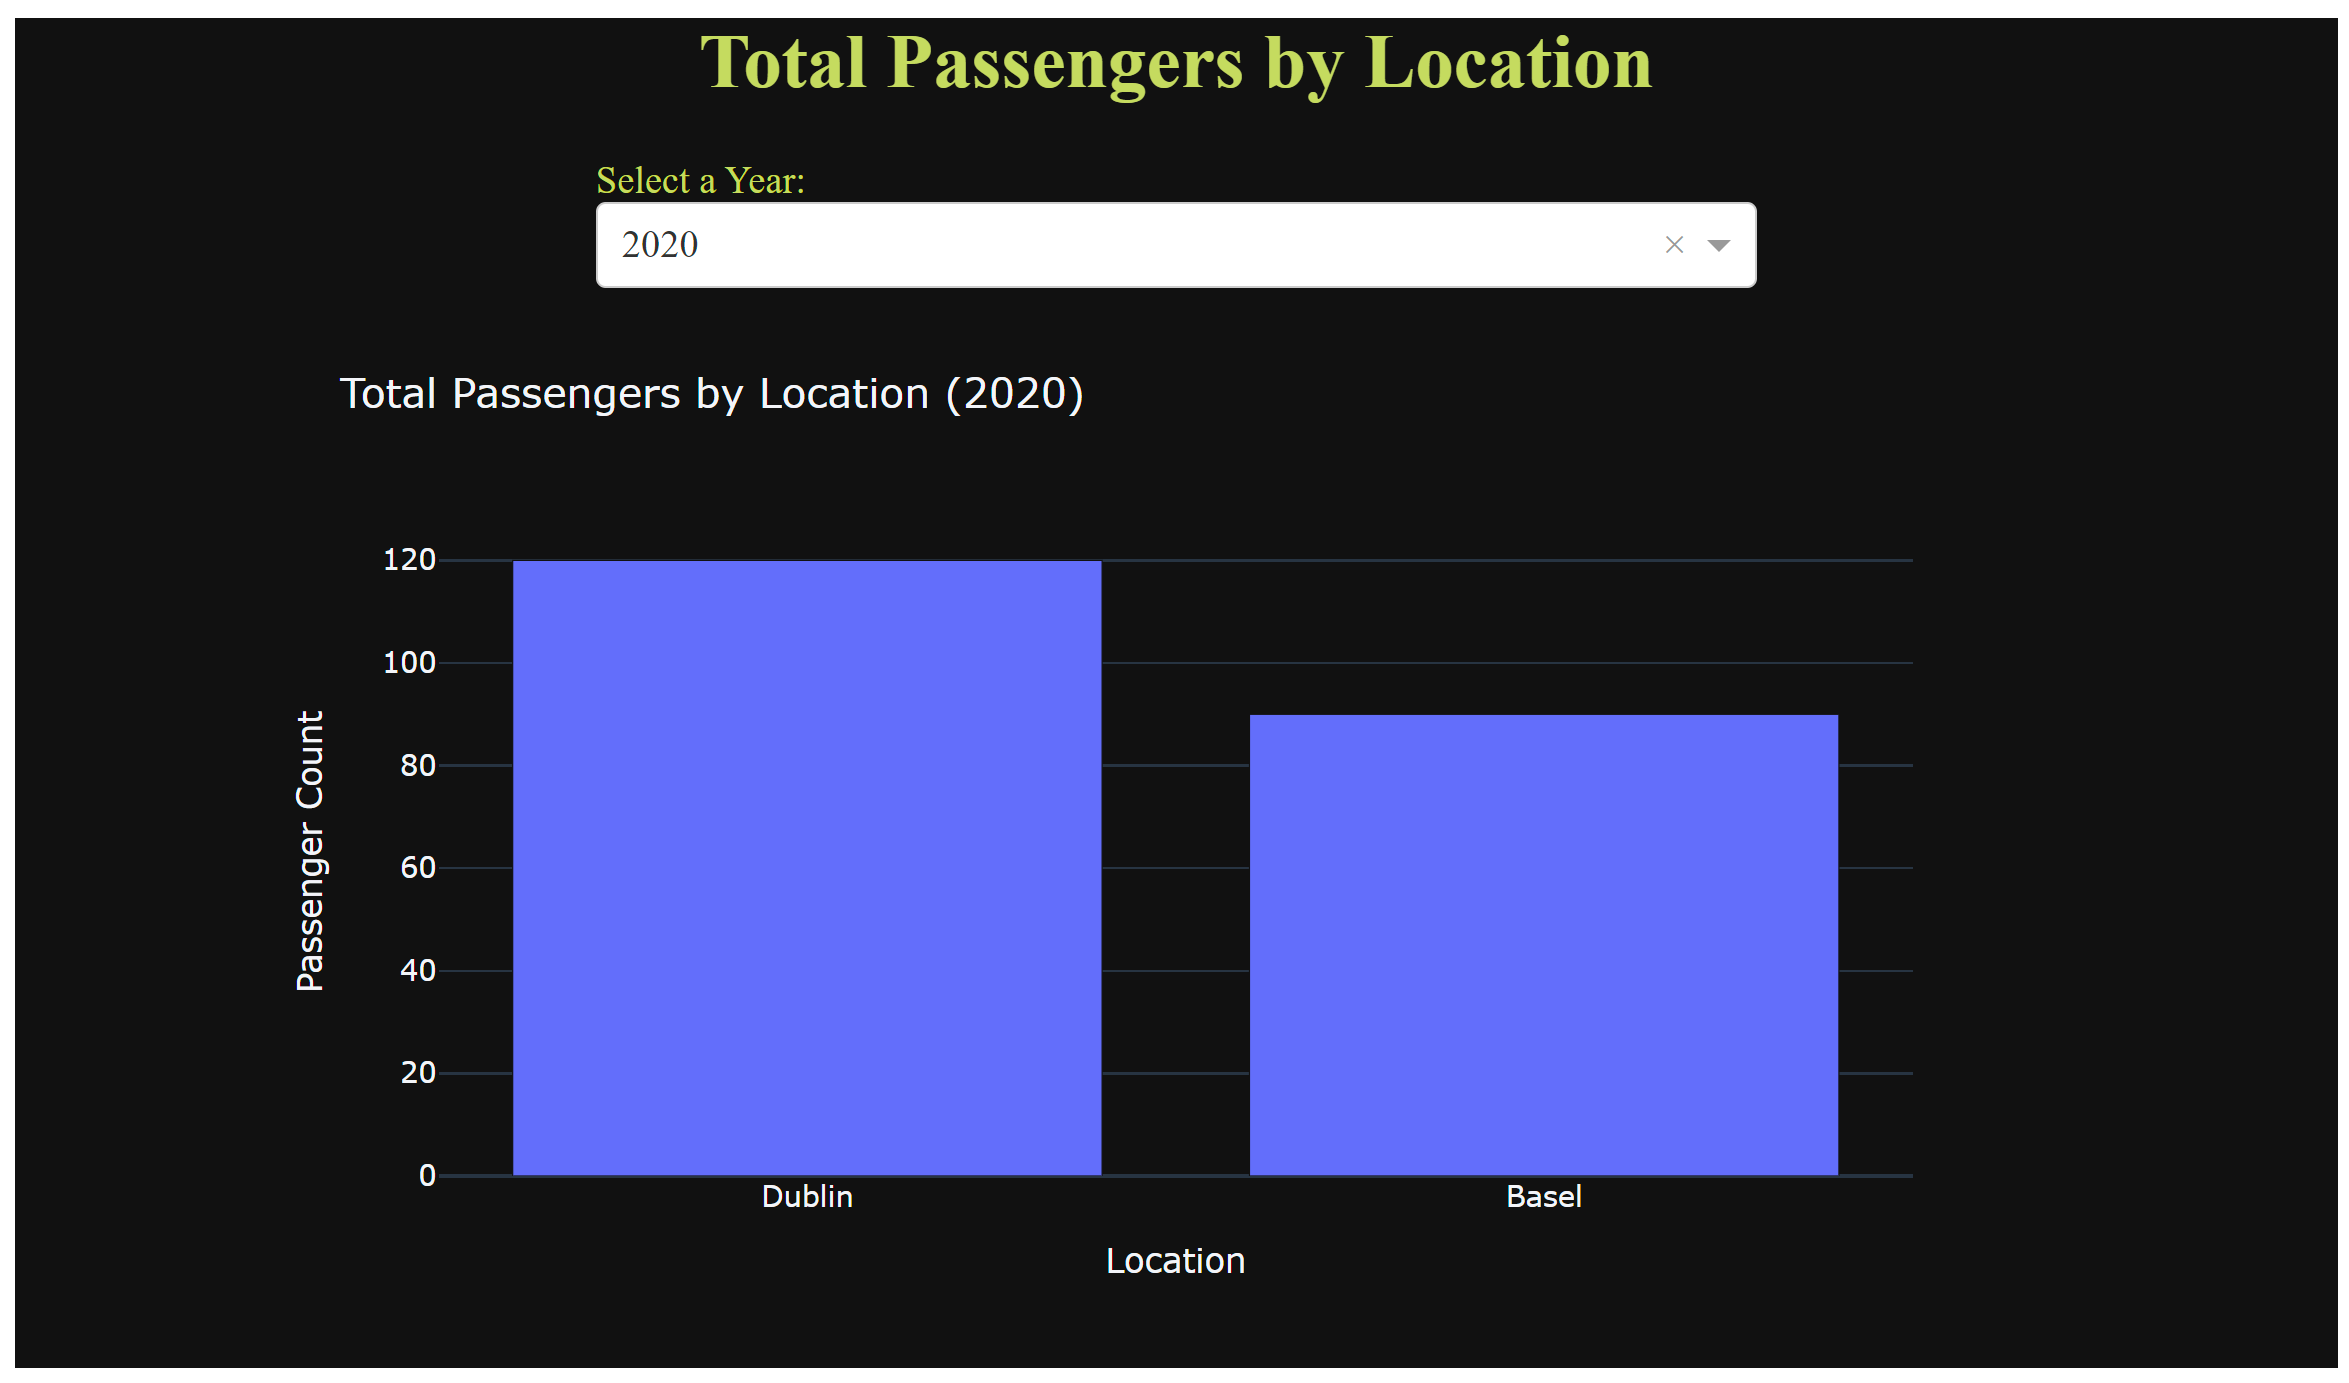 Total Passengers by Location
Select a Year:
2020
Total Passengers by Location (2020)
120
100
80
60
40
20
0
Passenger Count
Dublin
Basel
Location